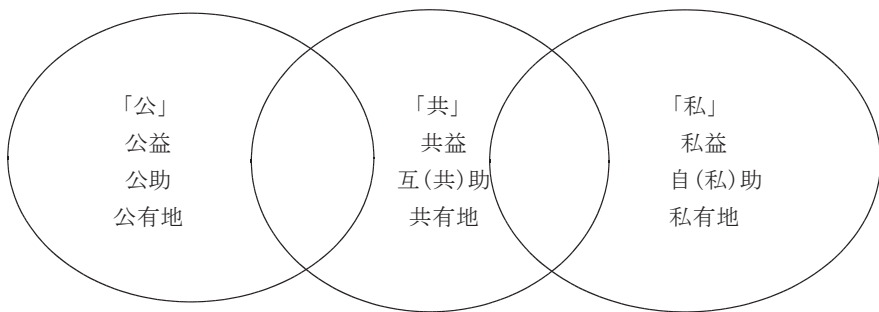 「公」
公益
公助
公有地
「共」
共益
互(共)助
共有地
「私」
私益
自(私)助
私有地